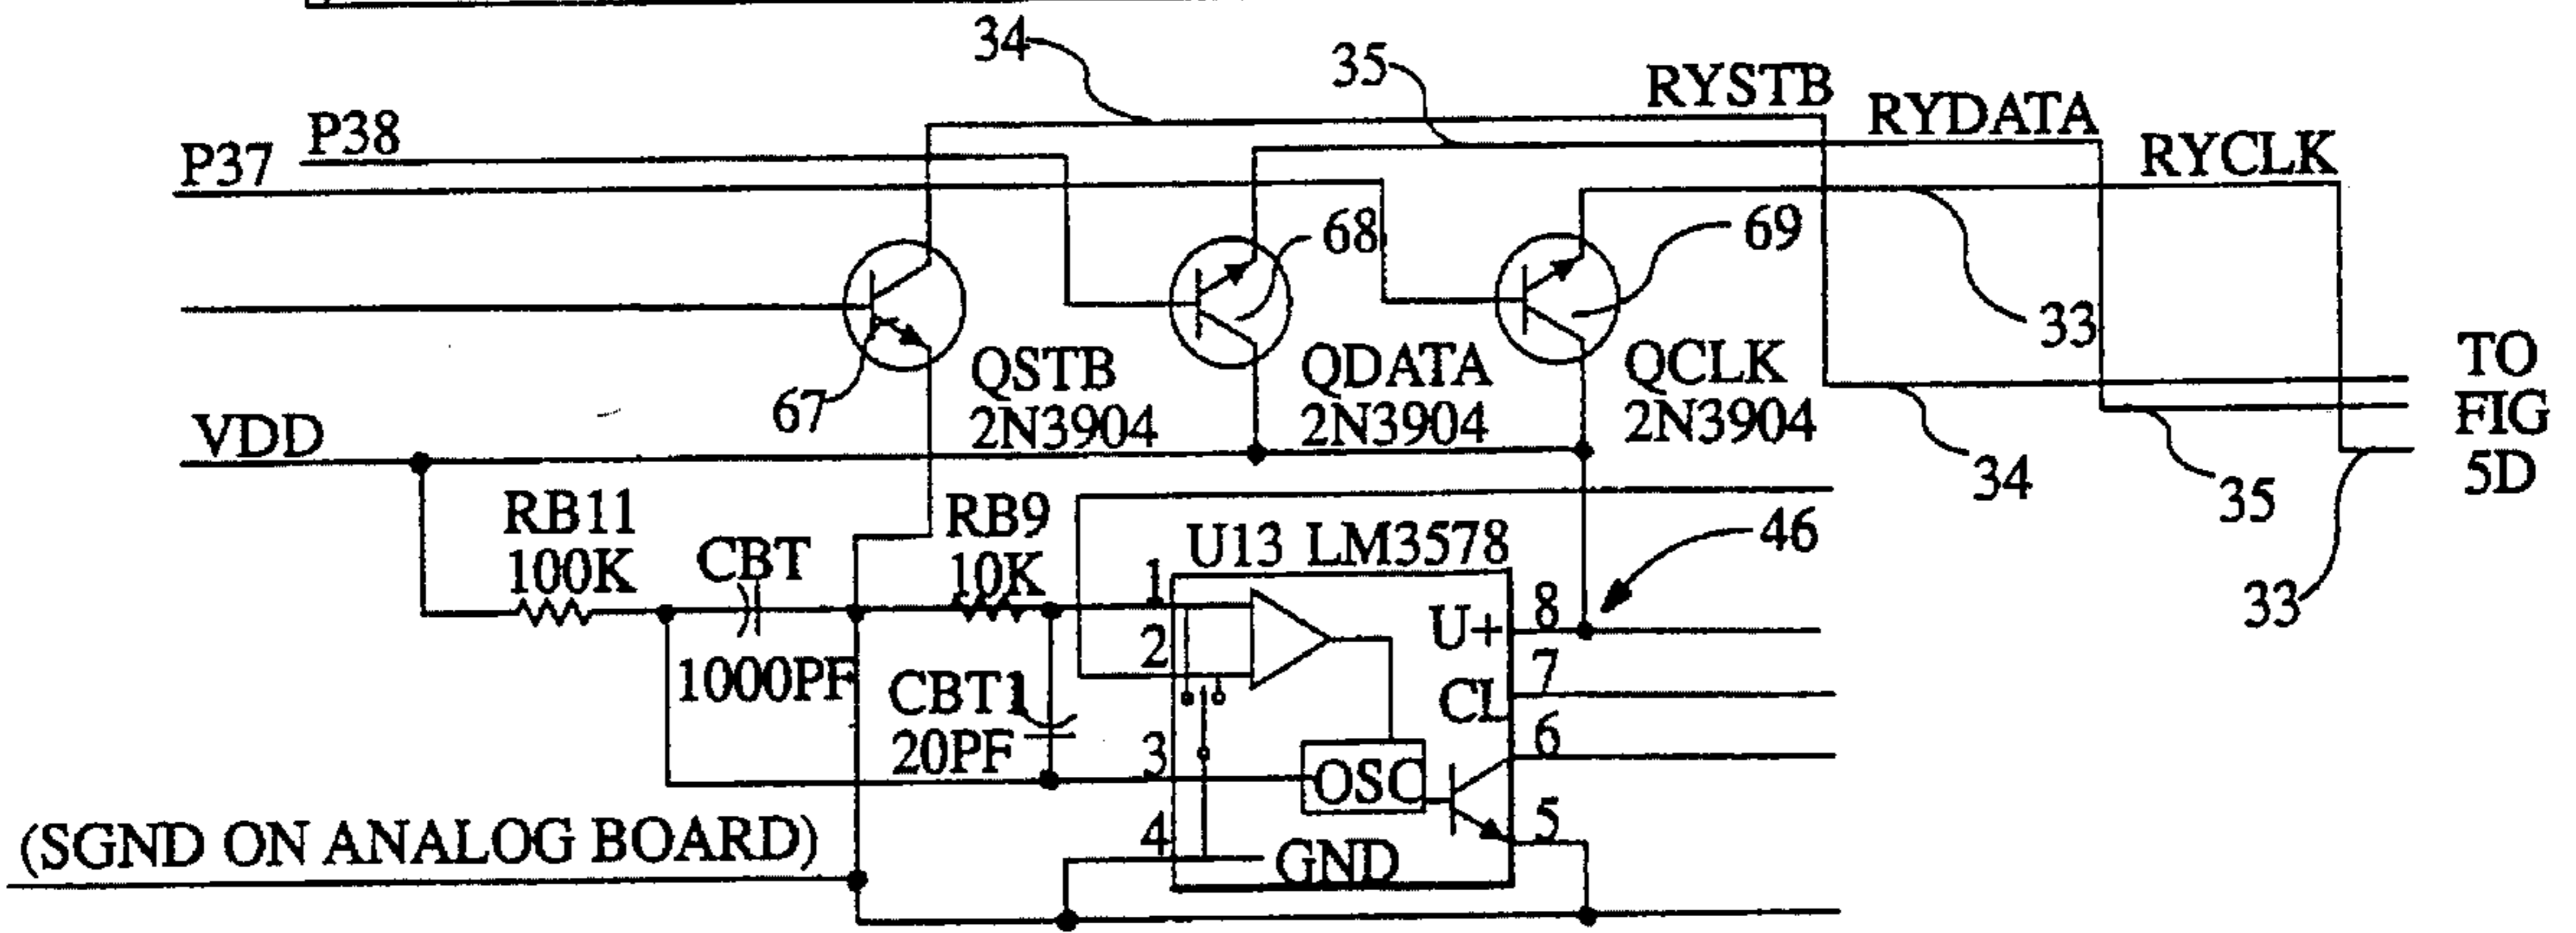 34
35
RYSTB
RYDATA
RYCLK
P38
P37
68
69
33
67
QSTB
2N3904
QDATA
2N3904
QCLK
2N3904
TO
FIG
5D
34
35
33
VDD
RB11
100K
CBT
1000PF
RB9
10K
U13 LM3578
46
1
2
3
4
CBT1
20PF
U+
CL
OSC
GND
8
7
6
5
(SGND ON ANALOG BOARD)